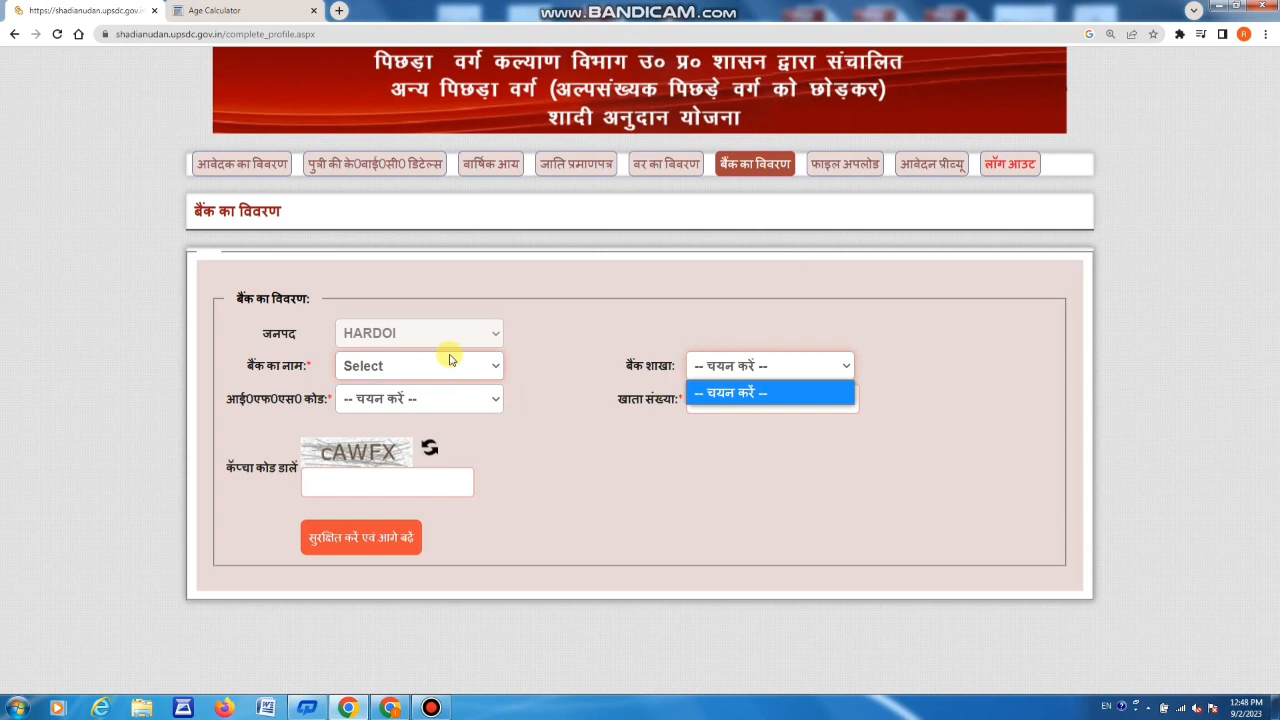 https://shadianudan.upsdc.gov.in/c
Age Calculator
www.BANDICAM.com
shadianudan.upsdc.gov.in/complete_profile.aspx
R
पिछड़ा वर्ग कल्याण विभाग उ० प्र० शासन द्वारा संचालित
अन्य पिछड़ा वर्ग (अल्पसंख्यक पिछड़े वर्ग को छोड़कर)
शादी अनुदान योजना
आवेदक का विवरण पुत्री की के0वाई0सी0 डिटेल्स वार्षिक आय जाति प्रमाणपत्र वर का विवरण बैंक का विवरण फाइल अपलोड आवेदन प्रीव्यू लॉग आउट
बैंक का विवरण
बैंक का विवरण:
जनपद HARDOI
बैंक का नाम:* Select बैंक शाखा: -- चयन करें --
-- चयन करें --
आई0एफ0एस0 कोड:* -- चयन करें -- खाता संख्या:*
cAWFX
कॅप्चा कोड डालें
सुरक्षित करें एवं आगे बढ़ें
EN 12:48 PM
9/2/2023